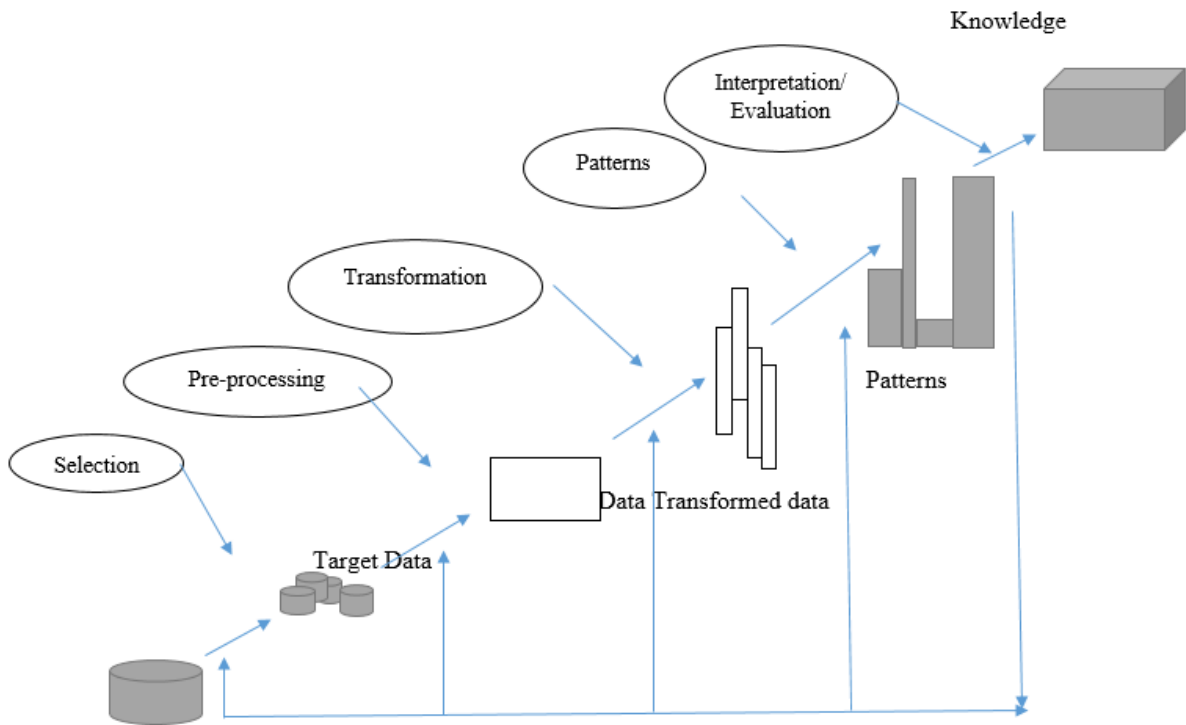 Knowledge
Interpretation/
Evaluation
Patterns
Transformation
Patterns
Pre-processing
Selection
Data Transformed data
Target Data